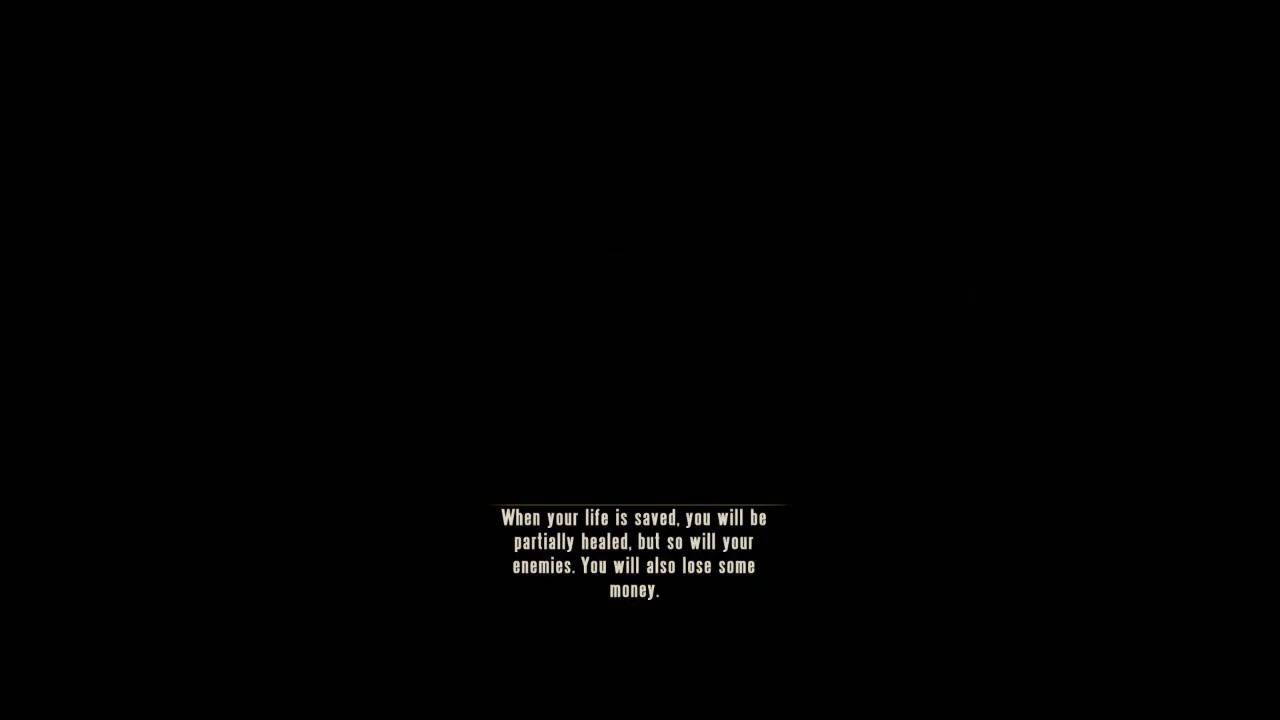 When your life is saved, you will be
partially healed, but so will your
enemies. You will also lose some
money.